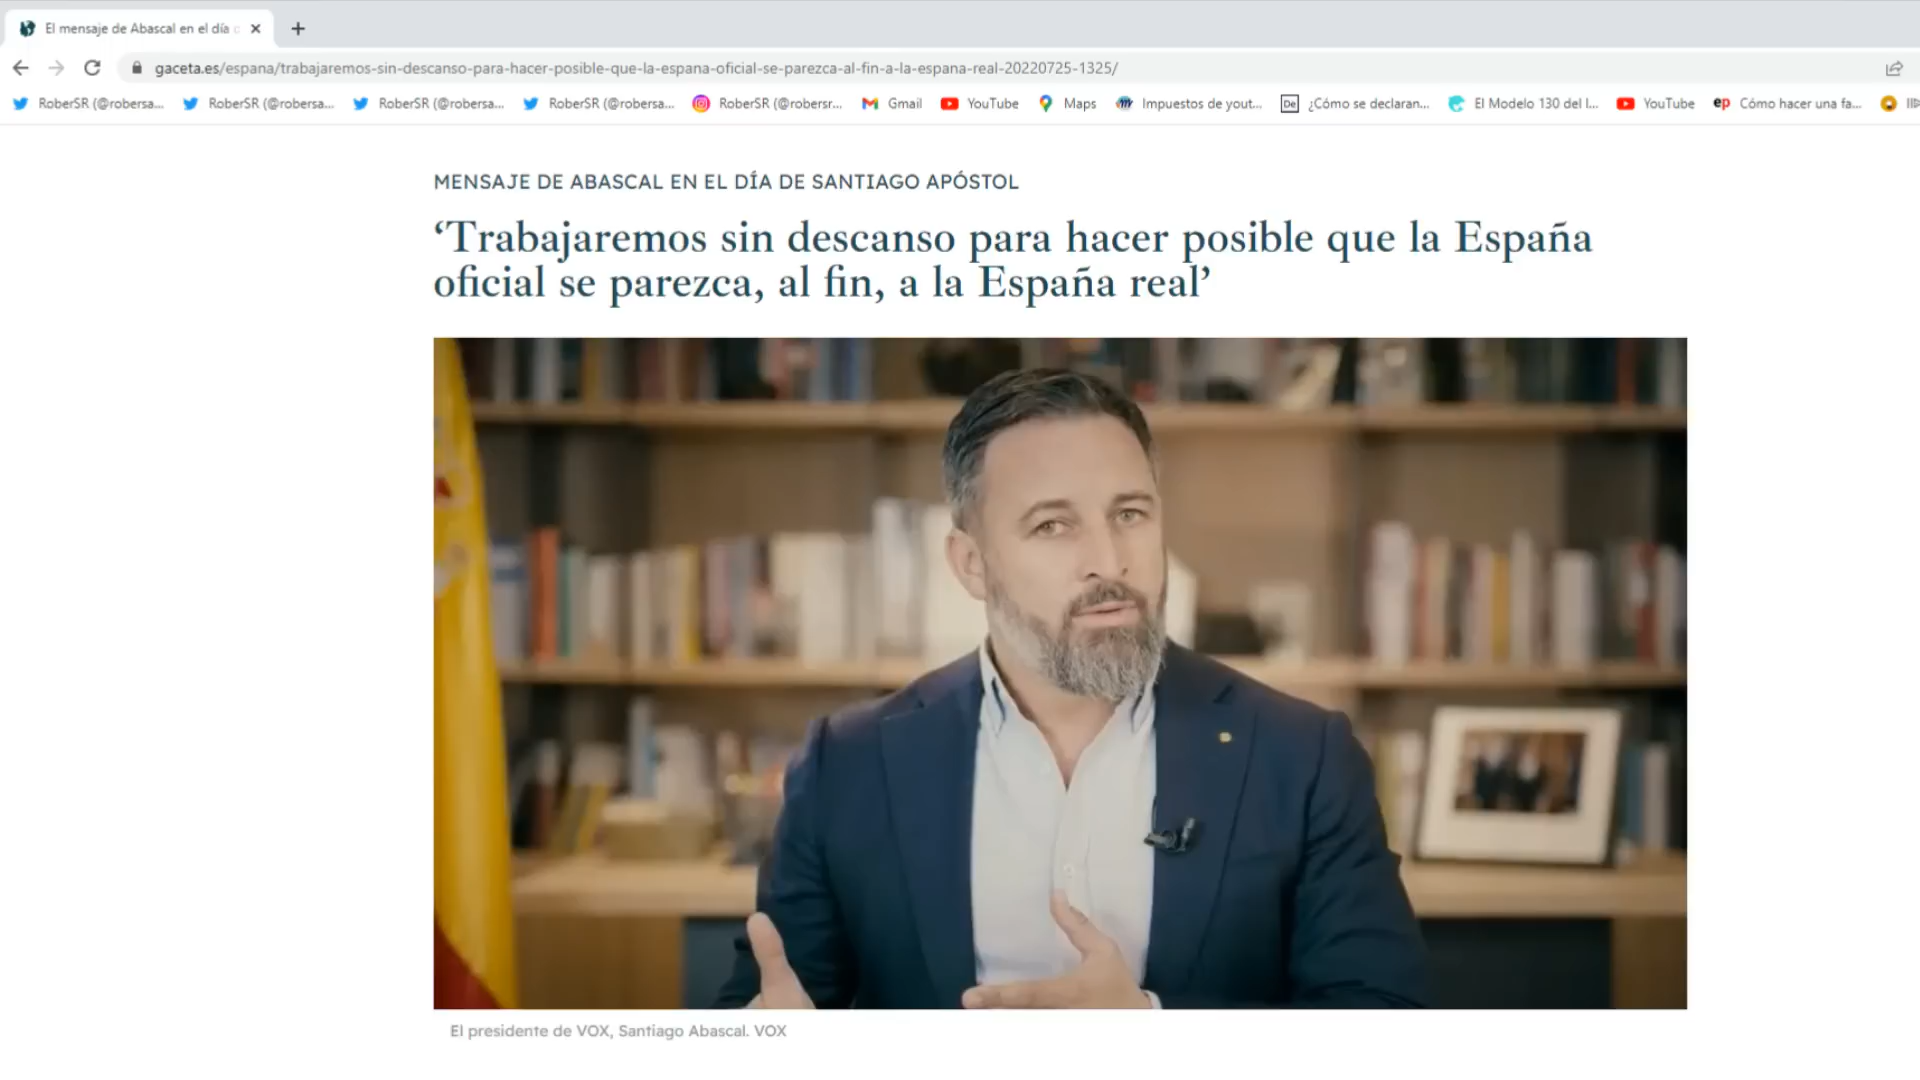 El mensaje de Abascal en el día
gaceta.es/espana/trabajaremos-sin-descanso-para-hacer-posible-que-la-espana-oficial-se-parezca-al-fin-a-la-espana-real-20220725-1325/
RoberSR (@robersa... RoberSR (@robersa... RoberSR (@robersa... RoberSR (@robersa... RoberSR (@robersr... Gmail YouTube Maps Impuestos de yout... De ¿Cómo se declaran... El Modelo 130 del I... YouTube ep Cómo hacer una fa...
MENSAJE DE ABASCAL EN EL DÍA DE SANTIAGO APÓSTOL
‘Trabajaremos sin descanso para hacer posible que la España
oficial se parezca, al fin, a la España real’
El presidente de VOX, Santiago Abascal. VOX